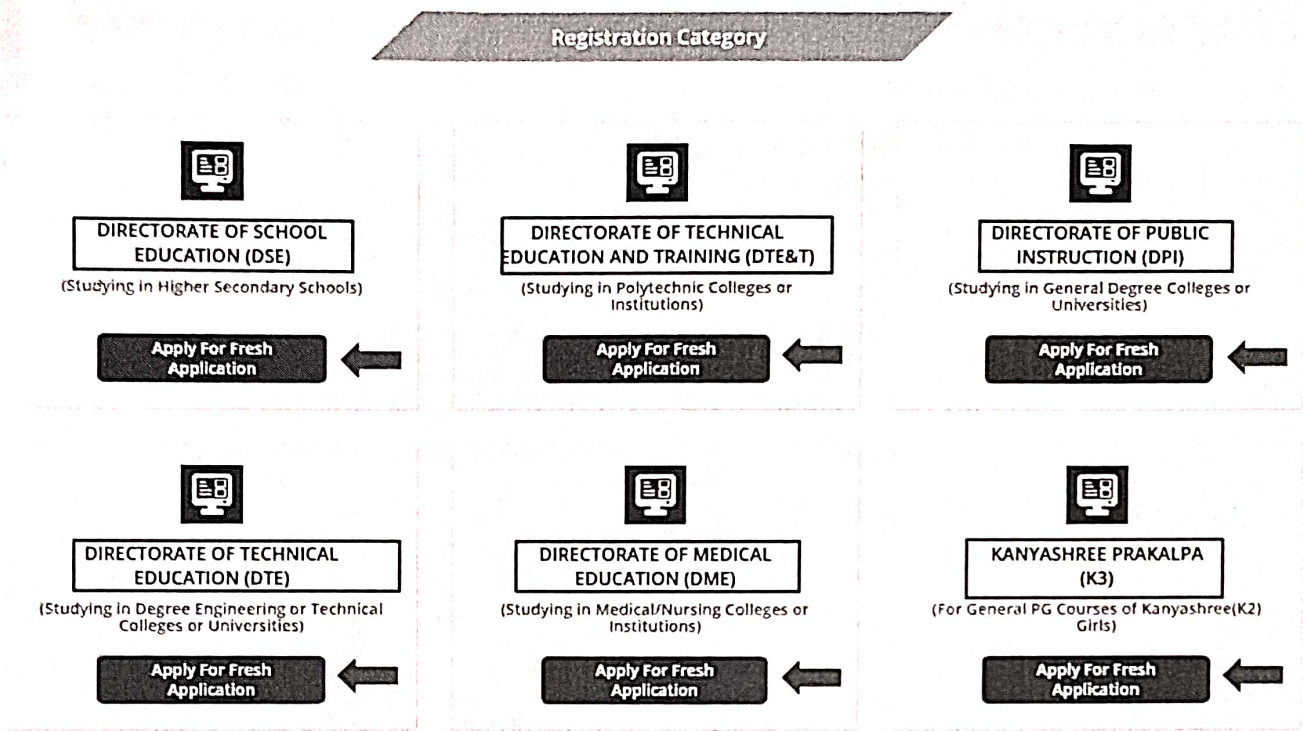 Registration Category
DIRECTORATE OF SCHOOL
EDUCATION (DSE)
(Studying in Higher Secondary Schools)
Apply For Fresh
Application
DIRECTORATE OF TECHNICAL
EDUCATION AND TRAINING (DTE&T)
(Studying in Polytechnic Colleges or
Institutions)
Apply For Fresh
Application
DIRECTORATE OF PUBLIC
INSTRUCTION (DPI)
(Studying in General Degree Colleges or
Universities)
Apply For Fresh
Application
DIRECTORATE OF TECHNICAL
EDUCATION (DTE)
(Studying in Degree Engineering or Technical
Colleges or Universities)
Apply For Fresh
Application
DIRECTORATE OF MEDICAL
EDUCATION (DME)
(Studying in Medical/Nursing Colleges or
Institutions)
Apply For Fresh
Application
KANYASHREE PRAKALPA
(K3)
(For General PG Courses of Kanyashree(K2)
Girls)
Apply For Fresh
Application